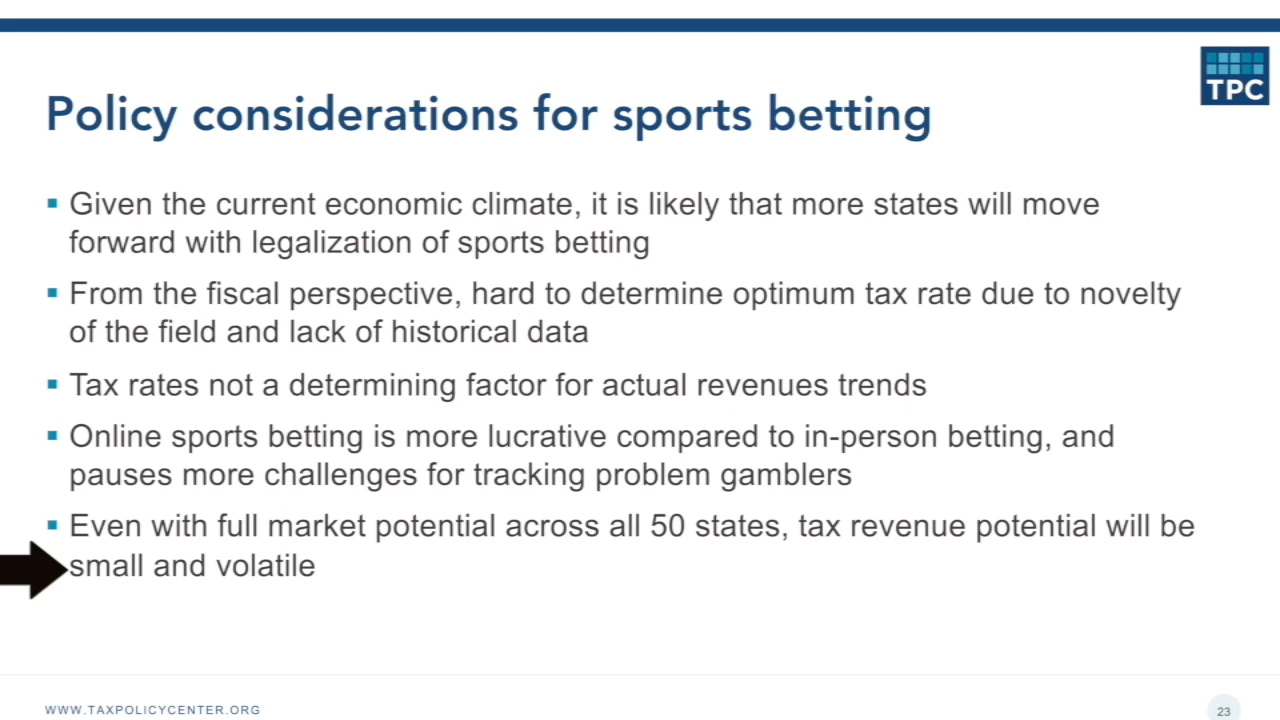 TPC
Policy considerations for sports betting
▪ Given the current economic climate, it is likely that more states will move
forward with legalization of sports betting
▪ From the fiscal perspective, hard to determine optimum tax rate due to novelty
of the field and lack of historical data
▪ Tax rates not a determining factor for actual revenues trends
▪ Online sports betting is more lucrative compared to in-person betting, and
pauses more challenges for tracking problem gamblers
▪ Even with full market potential across all 50 states, tax revenue potential will be
small and volatile
WWW.TAXPOLICYCENTER.ORG
23